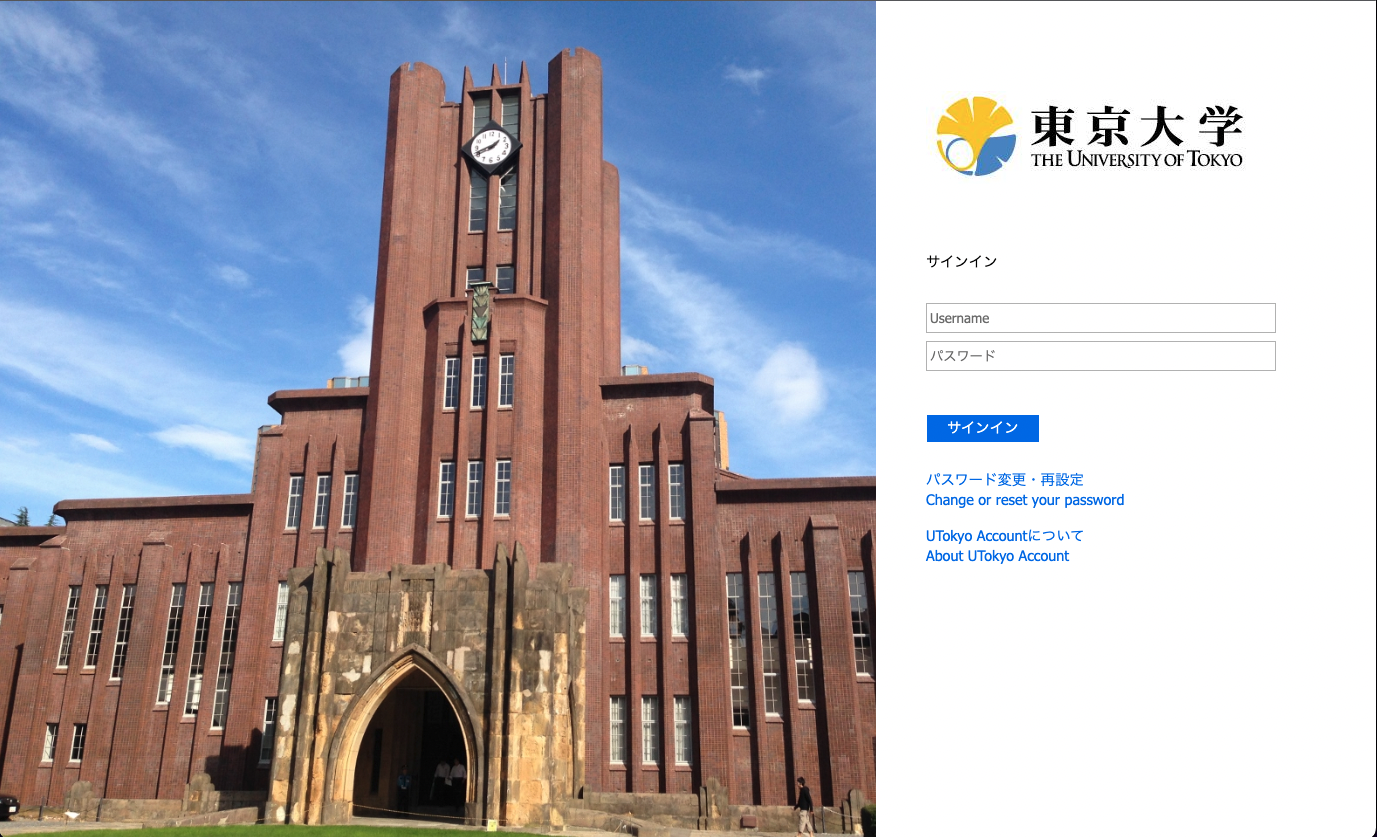 東京大学
THE UNIVERSITY OF TOKYO
サインイン
Username
パスワード
サインイン
パスワード変更・再設定
Change or reset your password
UTokyo Accountについて
About UTokyo Account